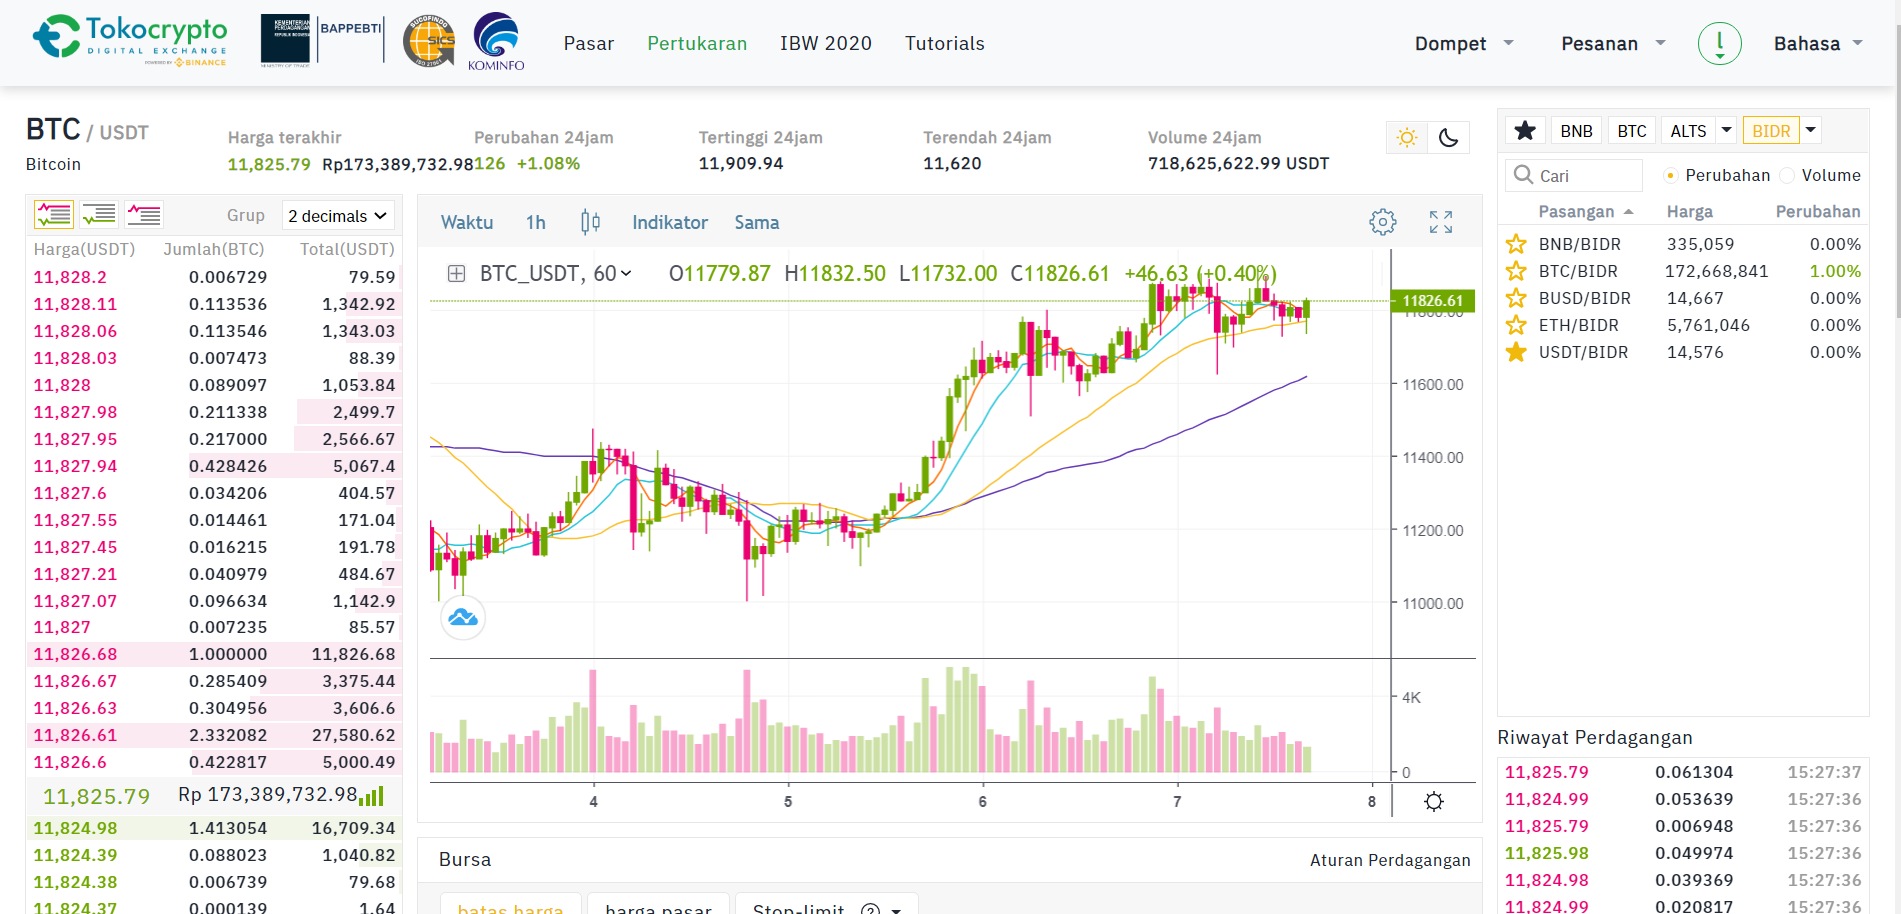 Tokocrypto
DIGITAL EXCHANGE
POWERED BY BINANCE
KEMENTERIAN
PERDAGANGAN
REPUBLIK INDONESIA
MINISTRY OF TRADE
BAPPEBTI
SUCOFINDO
SICS
ISO 27001
KOMINFO
Pasar
Pertukaran
IBW 2020
Tutorials
Dompet
Pesanan
l
Bahasa
BTC / USDT
Bitcoin
Harga terakhir
11,825.79 Rp173,389,732.98
Perubahan 24jam
126 +1.08%
Tertinggi 24jam
11,909.94
Terendah 24jam
11,620
Volume 24jam
718,625,622.99 USDT
Grup 2 decimals
Harga(USDT) Jumlah(BTC) Total(USDT)
11,828.2 0.006729 79.59
11,828.11 0.113536 1,342.92
11,828.06 0.113546 1,343.03
11,828.03 0.007473 88.39
11,828 0.089097 1,053.84
11,827.98 0.211338 2,499.7
11,827.95 0.217000 2,566.67
11,827.94 0.428426 5,067.4
11,827.6 0.034206 404.57
11,827.55 0.014461 171.04
11,827.45 0.016215 191.78
11,827.21 0.040979 484.67
11,827.07 0.096634 1,142.9
11,827 0.007235 85.57
11,826.68 1.000000 11,826.68
11,826.67 0.285409 3,375.44
11,826.63 0.304956 3,606.6
11,826.61 2.332082 27,580.62
11,826.6 0.422817 5,000.49
11,825.79 Rp 173,389,732.98
11,824.98 1.413054 16,709.34
11,824.39 0.088023 1,040.82
11,824.38 0.006739 79.68
11,824.37 0.000139 1.64
Waktu 1h Indikator Sama
BTC_USDT, 60 O11779.87 H11832.50 L11732.00 C11826.61 +46.63 (+0.40%)
11826.61
11800.00
11600.00
11400.00
11200.00
11000.00
4K
0
4 5 6 7 8
Bursa
Aturan Perdagangan
batas harga
harga pasar
Stop-limit ?
BNB BTC ALTS BIDR
Cari
Perubahan Volume
Pasangan Harga Perubahan
BNB/BIDR 335,059 0.00%
BTC/BIDR 172,668,841 1.00%
BUSD/BIDR 14,667 0.00%
ETH/BIDR 5,761,046 0.00%
USDT/BIDR 14,576 0.00%
Riwayat Perdagangan
11,825.79 0.061304 15:27:37
11,824.99 0.053639 15:27:36
11,825.79 0.006948 15:27:36
11,825.98 0.049974 15:27:36
11,824.98 0.039369 15:27:36
11,824.99 0.020817 15:27:36